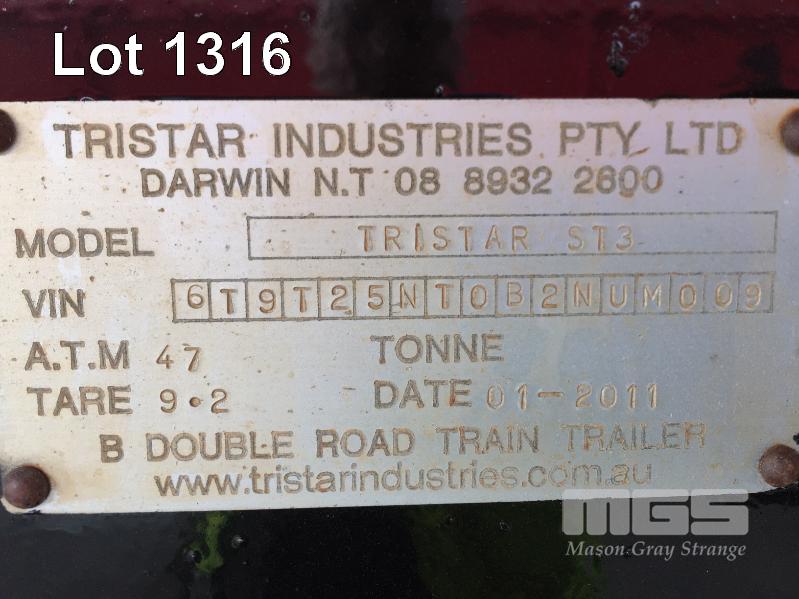 Lot 1316
TRISTAR INDUSTRIES PTY LTD
DARWIN N.T 08 8932 2600
MODEL TRISTAR ST3
VIN 6T9T25NT0B2NUM009
A.T.M 47 TONNE
TARE 9.2 DATE 01-2011
B DOUBLE ROAD TRAIN TRAILER
www.tristarindustries.com.au
MGS
Mason Gray Strange